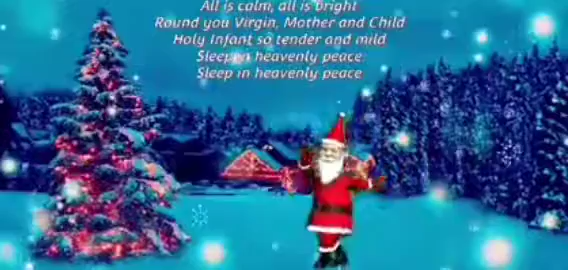 All is calm, all is bright
Round you Virgin, Mother and Child
Holy Infant so tender and mild
Sleep in heavenly peace
Sleep in heavenly peace